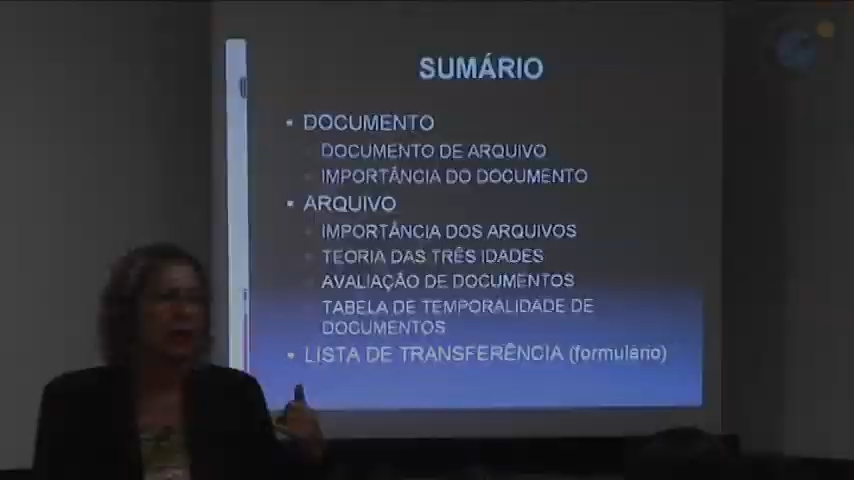 SUMÁRIO
• DOCUMENTO
DOCUMENTO DE ARQUIVO
IMPORTÂNCIA DO DOCUMENTO
• ARQUIVO
IMPORTÂNCIA DOS ARQUIVOS
TEORIA DAS TRÊS IDADES
AVALIAÇÃO DE DOCUMENTOS
TABELA DE TEMPORALIDADE DE
DOCUMENTOS
• LISTA DE TRANSFERÊNCIA (formulário)